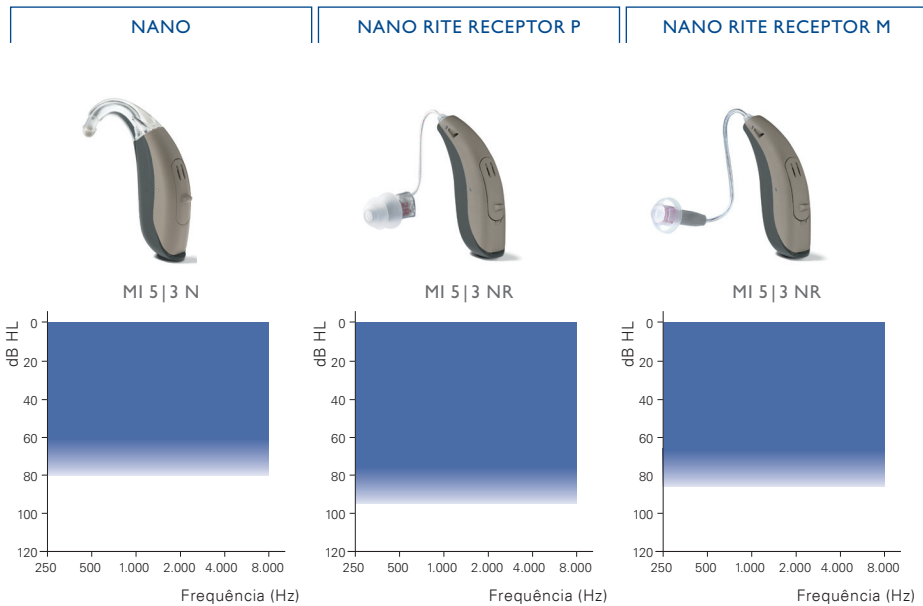 NANO
NANO RITE RECEPTOR P
NANO RITE RECEPTOR M
MI 5|3 N
MI 5|3 NR
MI 5|3 NR
dB HL
0
20
40
60
80
100
120
250 500 1.000 2.000 4.000 8.000
Frequência (Hz)
dB HL
0
20
40
60
80
100
120
250 500 1.000 2.000 4.000 8.000
Frequência (Hz)
dB HL
0
20
40
60
80
100
120
250 500 1.000 2.000 4.000 8.000
Frequência (Hz)